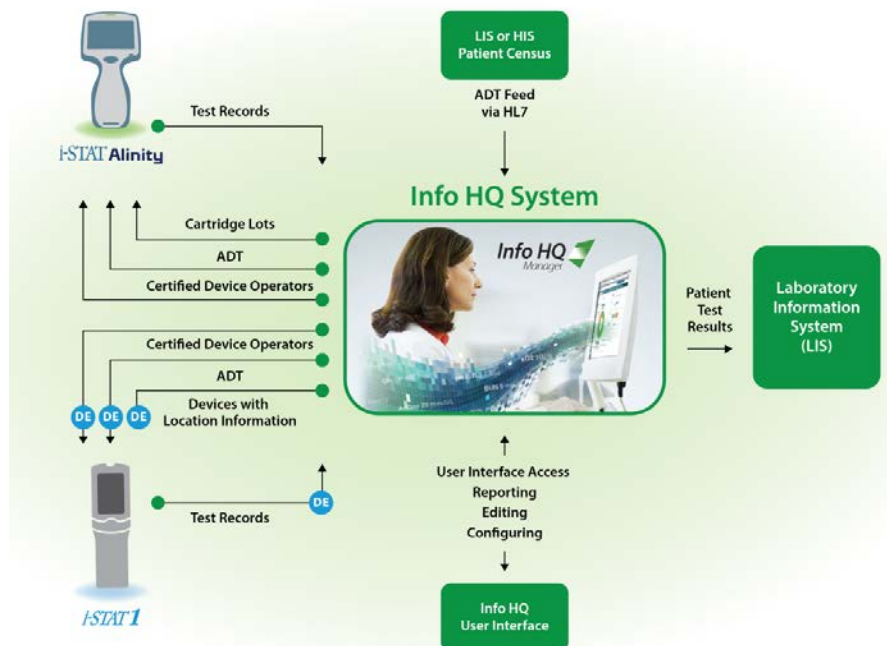 LIS or HIS
Patient Census
ADT Feed
via HL7
Test Records
i-STAT Alinity
Info HQ System
Cartridge Lots
ADT
Certified Device Operators
Info HQ
Manager
Patient
Test
Results
Laboratory
Information
System
(LIS)
Certified Device Operators
ADT
Devices with
Location Information
DE
DE
DE
User Interface Access
Reporting
Editing
Configuring
DE
Test Records
i-STAT 1
Info HQ
User Interface